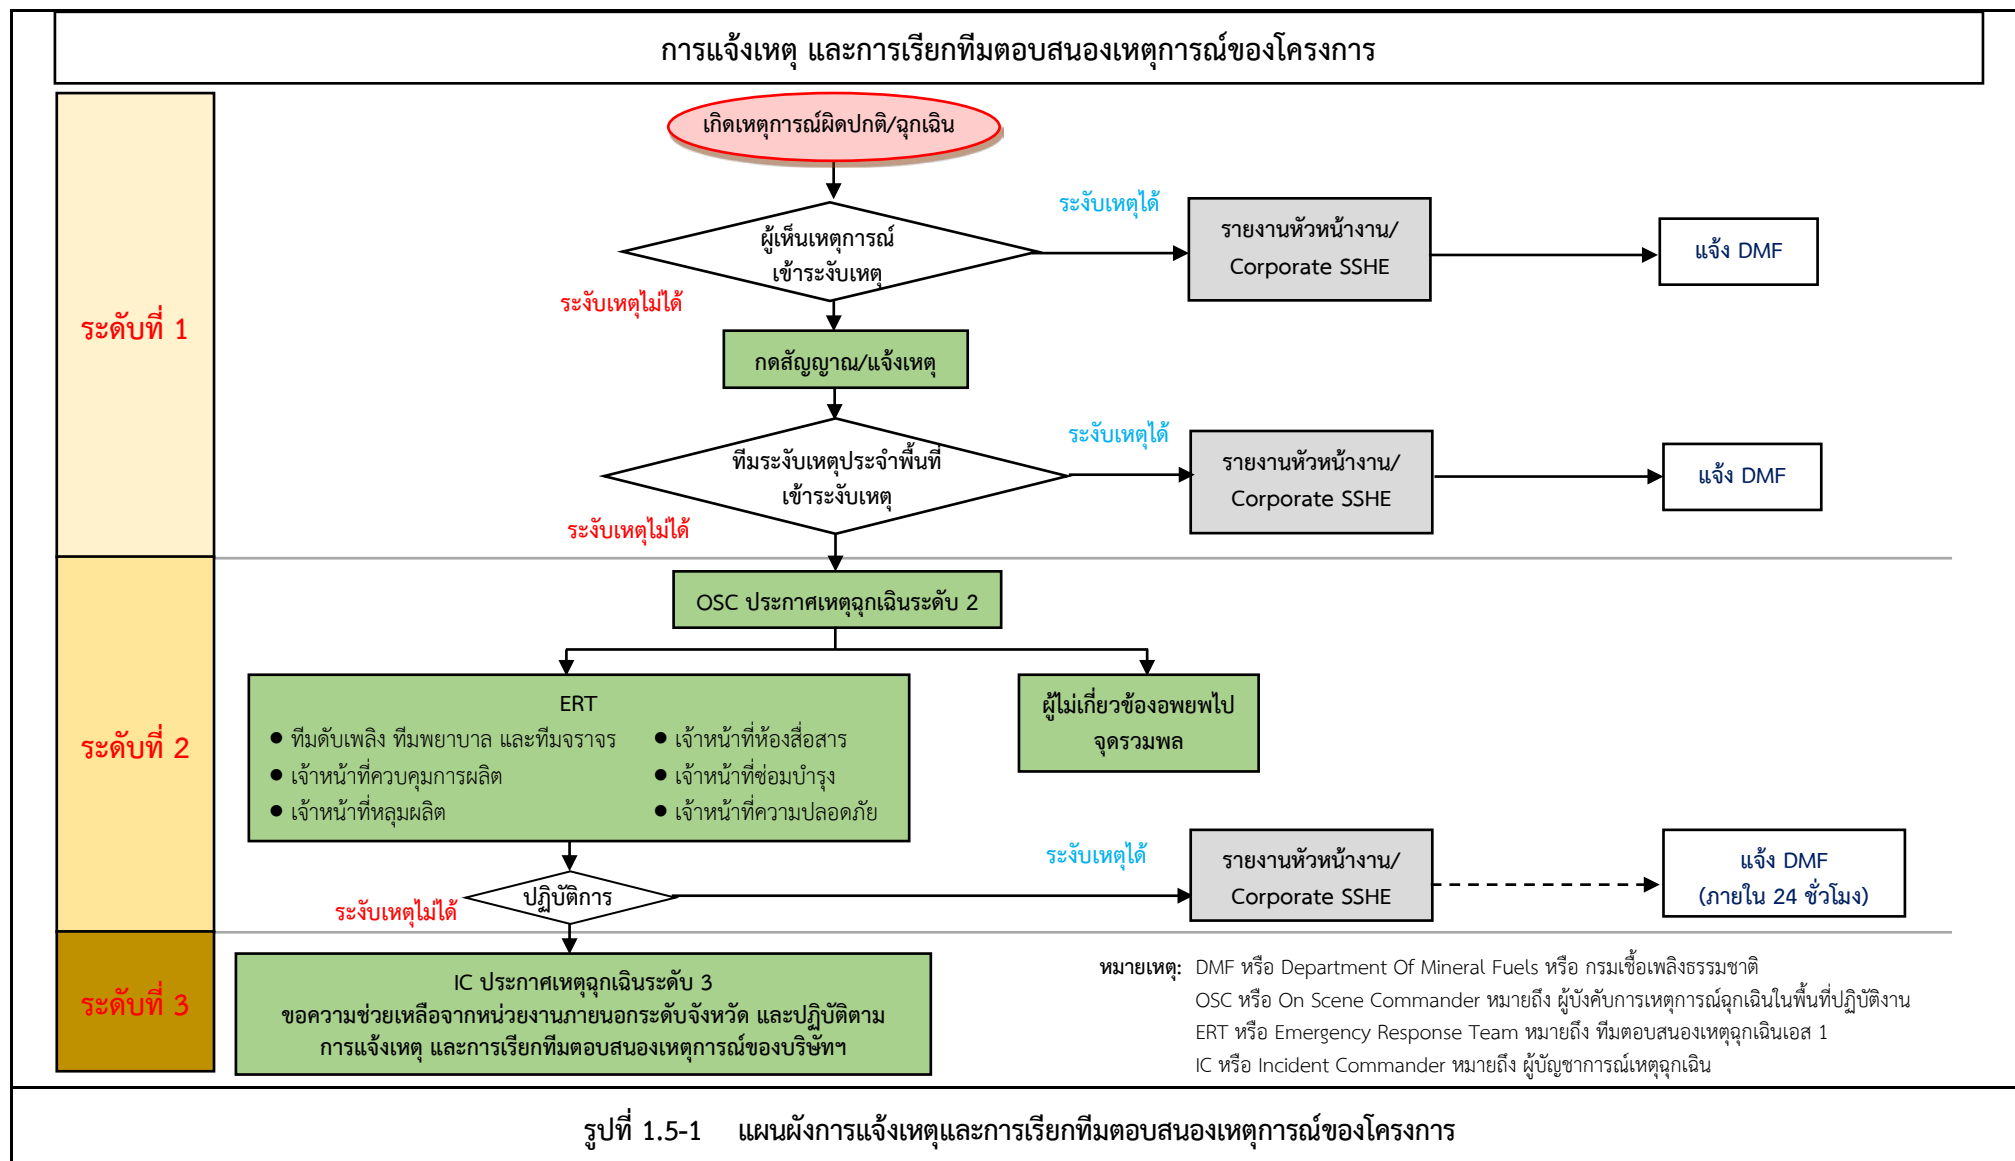 การแจ้งเหตุ และการเรียกทีมตอบสนองเหตุการณ์ของโครงการ
ระดับที่ 1
เกิดเหตุการณ์ผิดปกติ/ฉุกเฉิน
ผู้เห็นเหตุการณ์
เข้าระงับเหตุ
ระงับเหตุได้
รายงานหัวหน้างาน/
Corporate SSHE
แจ้ง DMF
ระงับเหตุไม่ได้
กดสัญญาณ/แจ้งเหตุ
ทีมระงับเหตุประจำพื้นที่
เข้าระงับเหตุ
ระงับเหตุได้
รายงานหัวหน้างาน/
Corporate SSHE
แจ้ง DMF
ระงับเหตุไม่ได้
ระดับที่ 2
OSC ประกาศเหตุฉุกเฉินระดับ 2
ERT
● ทีมดับเพลิง ทีมพยาบาล และทีมจราจร
● เจ้าหน้าที่ควบคุมการผลิต
● เจ้าหน้าที่หลุมผลิต
● เจ้าหน้าที่ห้องสื่อสาร
● เจ้าหน้าที่ซ่อมบำรุง
● เจ้าหน้าที่ความปลอดภัย
ผู้ไม่เกี่ยวข้องอพยพไป
จุดรวมพล
ปฏิบัติการ
ระงับเหตุได้
รายงานหัวหน้างาน/
Corporate SSHE
แจ้ง DMF
(ภายใน 24 ชั่วโมง)
ระงับเหตุไม่ได้
ระดับที่ 3
IC ประกาศเหตุฉุกเฉินระดับ 3
ขอความช่วยเหลือจากหน่วยงานภายนอกระดับจังหวัด และปฏิบัติตาม
การแจ้งเหตุ และการเรียกทีมตอบสนองเหตุการณ์ของบริษัทฯ
หมายเหตุ: DMF หรือ Department Of Mineral Fuels หรือ กรมเชื้อเพลิงธรรมชาติ
OSC หรือ On Scene Commander หมายถึง ผู้บังคับการเหตุการณ์ฉุกเฉินในพื้นที่ปฏิบัติงาน
ERT หรือ Emergency Response Team หมายถึง ทีมตอบสนองเหตุฉุกเฉินเอส 1
IC หรือ Incident Commander หมายถึง ผู้บัญชาการณ์เหตุฉุกเฉิน
รูปที่ 1.5-1 แผนผังการแจ้งเหตุและการเรียกทีมตอบสนองเหตุการณ์ของโครงการ